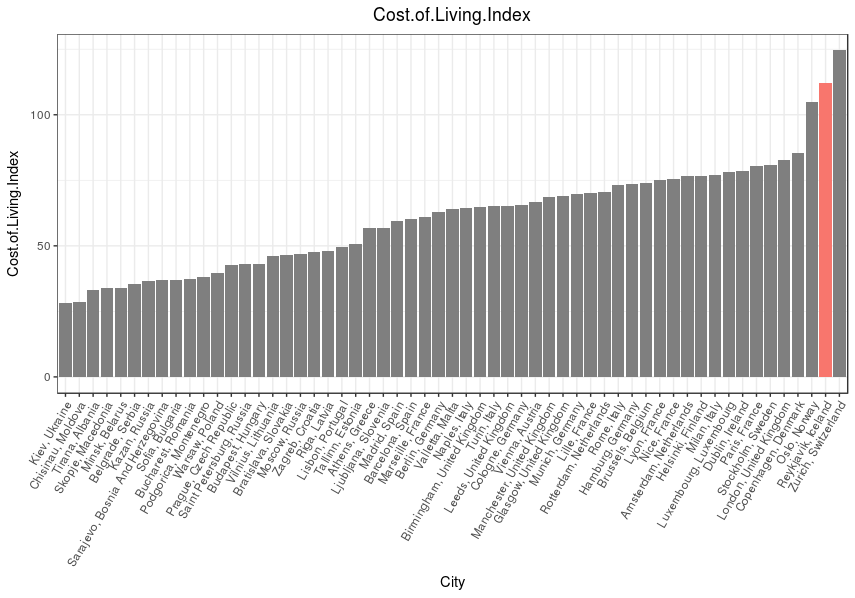 Cost.of.Living.Index
Cost.of.Living.Index
100
50
0
Kiev, Ukraine
Chisinau, Moldova
Tirana, Albania
Skopje, Macedonia
Minsk, Belarus
Belgrade, Serbia
Kazan, Russia
Sarajevo, Bosnia And Herzegovina
Sofia, Bulgaria
Bucharest, Romania
Podgorica, Montenegro
Warsaw, Poland
Prague, Czech Republic
Saint Petersburg, Russia
Budapest, Hungary
Vilnius, Lithuania
Bratislava, Slovakia
Moscow, Russia
Zagreb, Croatia
Riga, Latvia
Lisbon, Portugal
Tallinn, Estonia
Athens, Greece
Ljubljana, Slovenia
Madrid, Spain
Barcelona, Spain
Marseille, France
Berlin, Germany
Valletta, Malta
Naples, Italy
Birmingham, United Kingdom
Turin, Italy
Leeds, United Kingdom
Cologne, Germany
Vienna, Austria
Manchester, United Kingdom
Glasgow, United Kingdom
Munich, Germany
Lille, France
Rotterdam, Netherlands
Rome, Italy
Hamburg, Germany
Brussels, Belgium
Lyon, France
Nice, France
Amsterdam, Netherlands
Helsinki, Finland
Milan, Italy
Luxembourg, Luxembourg
Dublin, Ireland
Paris, France
Stockholm, Sweden
London, United Kingdom
Copenhagen, Denmark
Oslo, Norway
Reykjavik, Iceland
Zurich, Switzerland
City